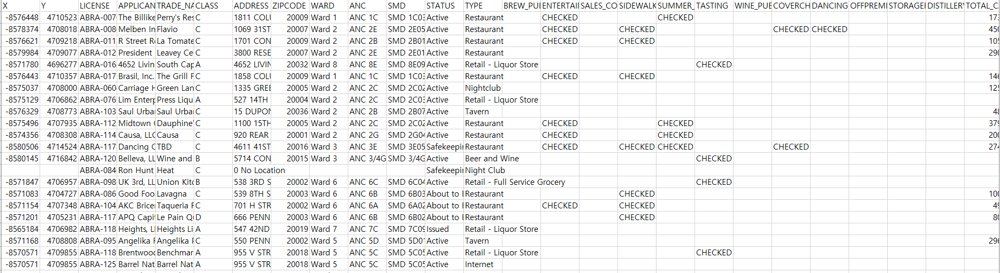 X Y LICENSE APPLICAN TRADE_NA CLASS ADDRESS ZIPCODE WARD ANC SMD STATUS TYPE BREW_PU ENTERTAI SALES_CO SIDEWALK SUMMER_ TASTING WINE_PUE COVERCH DANCING OFFPREMI STORAGE DISTILLERY TOTAL_C
-8576448 4710523 ABRA-007 The Billike Perry's Res C 1811 COLU 20009 Ward 1 ANC 1C SMD 1C03 Active Restaurant CHECKED CHECKED 173
-8578374 4708018 ABRA-008 Melben In Flavio C 1069 31ST 20007 Ward 2 ANC 2E SMD 2E05 Active Restaurant CHECKED CHECKED CHECKED CHECKED 450
-8576621 4709218 ABRA-011 R Street Re La Tomate C 1701 CON 20009 Ward 2 ANC 2B SMD 2B01 Active Restaurant CHECKED CHECKED 105
-8579984 4709077 ABRA-012 President Leavey Ce C 3800 RESE 20007 Ward 2 ANC 2E SMD 2E01 Active Restaurant 290
-8571780 4696277 ABRA-016 4652 Livin South Cap A 4652 LIVIN 20032 Ward 8 ANC 8E SMD 8E09 Active Retail - Liquor Store CHECKED
-8576443 4710357 ABRA-017 Brasil, Inc. The Grill F C 1858 COLU 20009 Ward 1 ANC 1C SMD 1C03 Active Restaurant CHECKED CHECKED 146
-8575037 4708000 ABRA-060 Carriage H Green Lan C 1335 GREE 20005 Ward 2 ANC 2C SMD 2C02 Active Nightclub 125
-8575129 4706862 ABRA-076 Lim Enterp Press Liqu A 527 14TH 20004 Ward 2 ANC 2C SMD 2C03 Active Retail - Liquor Store
-8576329 4708773 ABRA-103 Saul Urba Saul Urba C 15 DUPON 20036 Ward 2 ANC 2B SMD 2B07 Active Tavern 48
-8575496 4707935 ABRA-112 Midtown Dauphine' C 1100 15TH 20005 Ward 2 ANC 2C SMD 2C02 Active Restaurant CHECKED CHECKED 379
-8574356 4708308 ABRA-114 Causa, LLC Causa C 920 REAR 20001 Ward 2 ANC 2G SMD 2G04 Active Restaurant CHECKED CHECKED 200
-8580506 4714524 ABRA-117 Dancing C TBD C 4611 41ST 20016 Ward 3 ANC 3E SMD 3E05 Safekeepin Restaurant CHECKED CHECKED CHECKED CHECKED 274
-8580145 4716842 ABRA-120 Belleva, LL Wine and B 5714 CON 20015 Ward 3 ANC 3/4G SMD 3/4G Active Beer and Wine CHECKED
ABRA-084 Ron Hunt Heat C 0 No Location Safekeepin Night Club
-8571847 4706957 ABRA-098 UK 3rd, LL Union Kitc B 538 3RD S 20002 Ward 6 ANC 6C SMD 6C04 Active Retail - Full Service Grocery CHECKED
-8571083 4704727 ABRA-086 Good Foo Lavagna C 539 8TH S 20003 Ward 6 ANC 6B SMD 6B03 About to Restaurant CHECKED 100
-8571154 4707348 ABRA-104 AKC Bricer Taqueria F C 701 H STR 20002 Ward 6 ANC 6A SMD 6A02 About to Restaurant CHECKED CHECKED 49
-8571201 4705231 ABRA-117 APQ Capi Le Pain Q D 666 PENN 20003 Ward 6 ANC 6B SMD 6B02 About to Restaurant CHECKED 80
-8565184 4706982 ABRA-118 Heights, L Heights Li A 547 42ND 20019 Ward 7 ANC 7C SMD 7C09 Issued Retail - Liquor Store
-8571168 4708808 ABRA-095 Angelika F Angelika F C 550 PENN 20002 Ward 5 ANC 5D SMD 5D01 Active Tavern 296
-8570571 4709855 ABRA-118 Brentwood Benchmar A 955 V STR 20018 Ward 5 ANC 5C SMD 5C05 Active Retail - Liquor Store CHECKED
-8570571 4709855 ABRA-125 Barrel Nat Barrel Nat A 955 V STR 20018 Ward 5 ANC 5C SMD 5C05 Active Internet